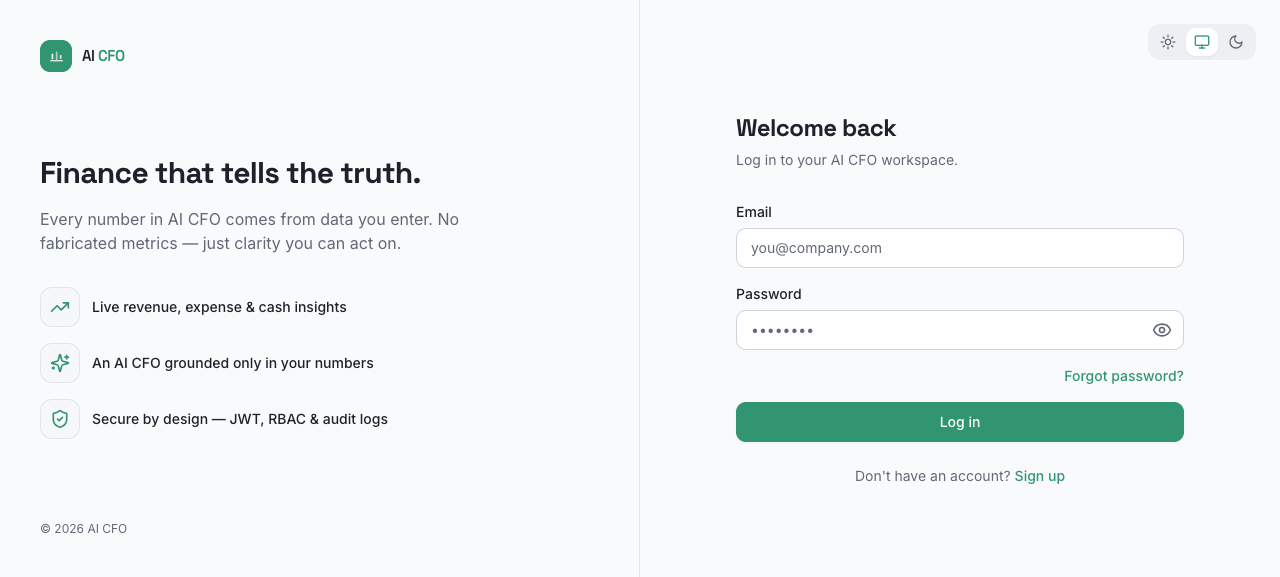 AI CFO
Finance that tells the truth.
Every number in AI CFO comes from data you enter. No
fabricated metrics — just clarity you can act on.
Live revenue, expense & cash insights
An AI CFO grounded only in your numbers
Secure by design — JWT, RBAC & audit logs
© 2026 AI CFO
Welcome back
Log in to your AI CFO workspace.
Email
you@company.com
Password
••••••••
Forgot password?
Log in
Don't have an account? Sign up